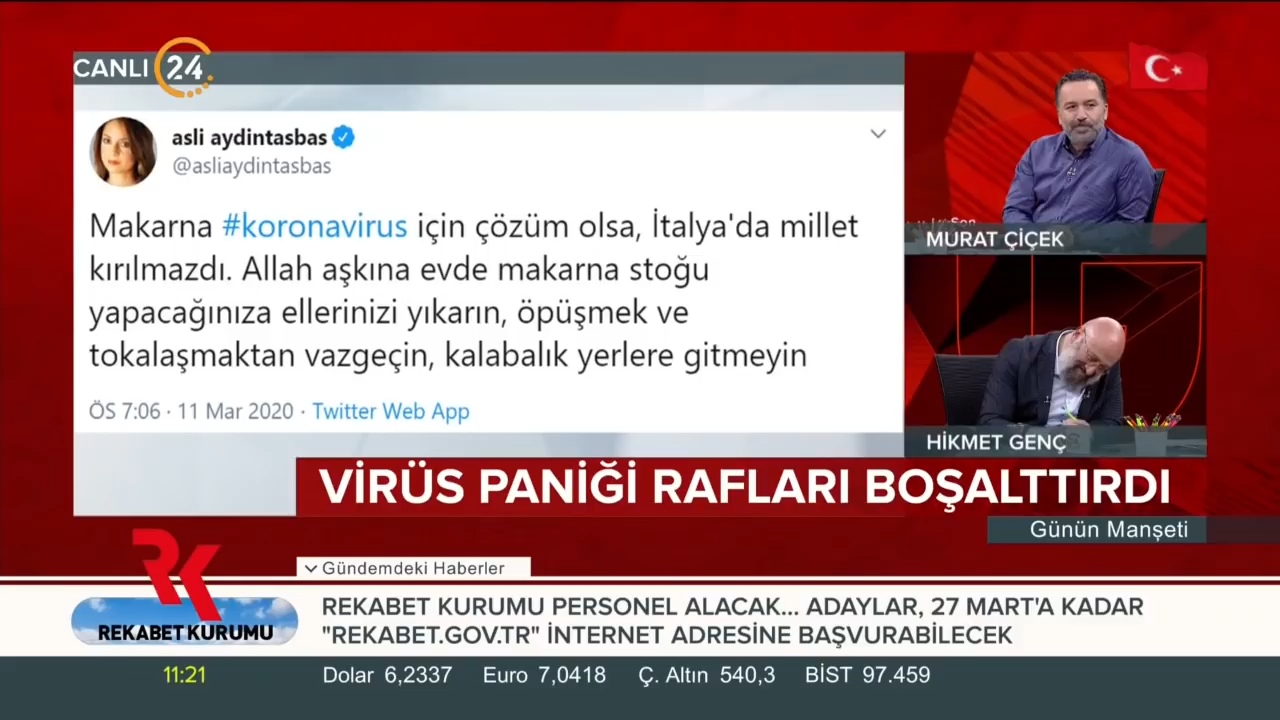 CANLI 24
asli aydintasbas
@asliaydintasbas
Makarna #koronavirus için çözüm olsa, İtalya'da millet
kırılmazdı. Allah aşkına evde makarna stoğu
yapacağınıza ellerinizi yıkarın, öpüşmek ve
tokalaşmaktan vazgeçin, kalabalık yerlere gitmeyin
ÖS 7:06 · 11 Mar 2020 · Twitter Web App
Son
MURAT ÇİÇEK
HİKMET GENÇ
VİRÜS PANİĞİ RAFLARI BOŞALTTIRDI
Günün Manşeti
Gündemdeki Haberler
RK
REKABET KURUMU
REKABET KURUMU PERSONEL ALACAK... ADAYLAR, 27 MART'A KADAR
"REKABET.GOV.TR" İNTERNET ADRESİNE BAŞVURABİLECEK
11:21
Dolar 6,2337 Euro 7,0418 Ç. Altın 540,3 BİST 97.459